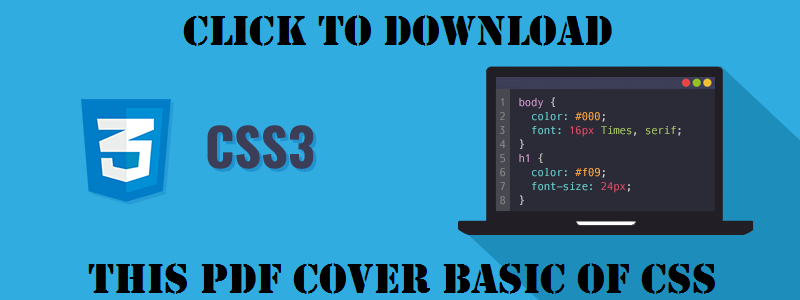 CLICK TO DOWNLOAD
3
CSS3
1 body {
2 color: #000;
3 font: 16px Times, serif;
4 }
5 h1 {
6 color: #f09;
7 font-size: 24px;
8 }
THIS PDF COVER BASIC OF CSS